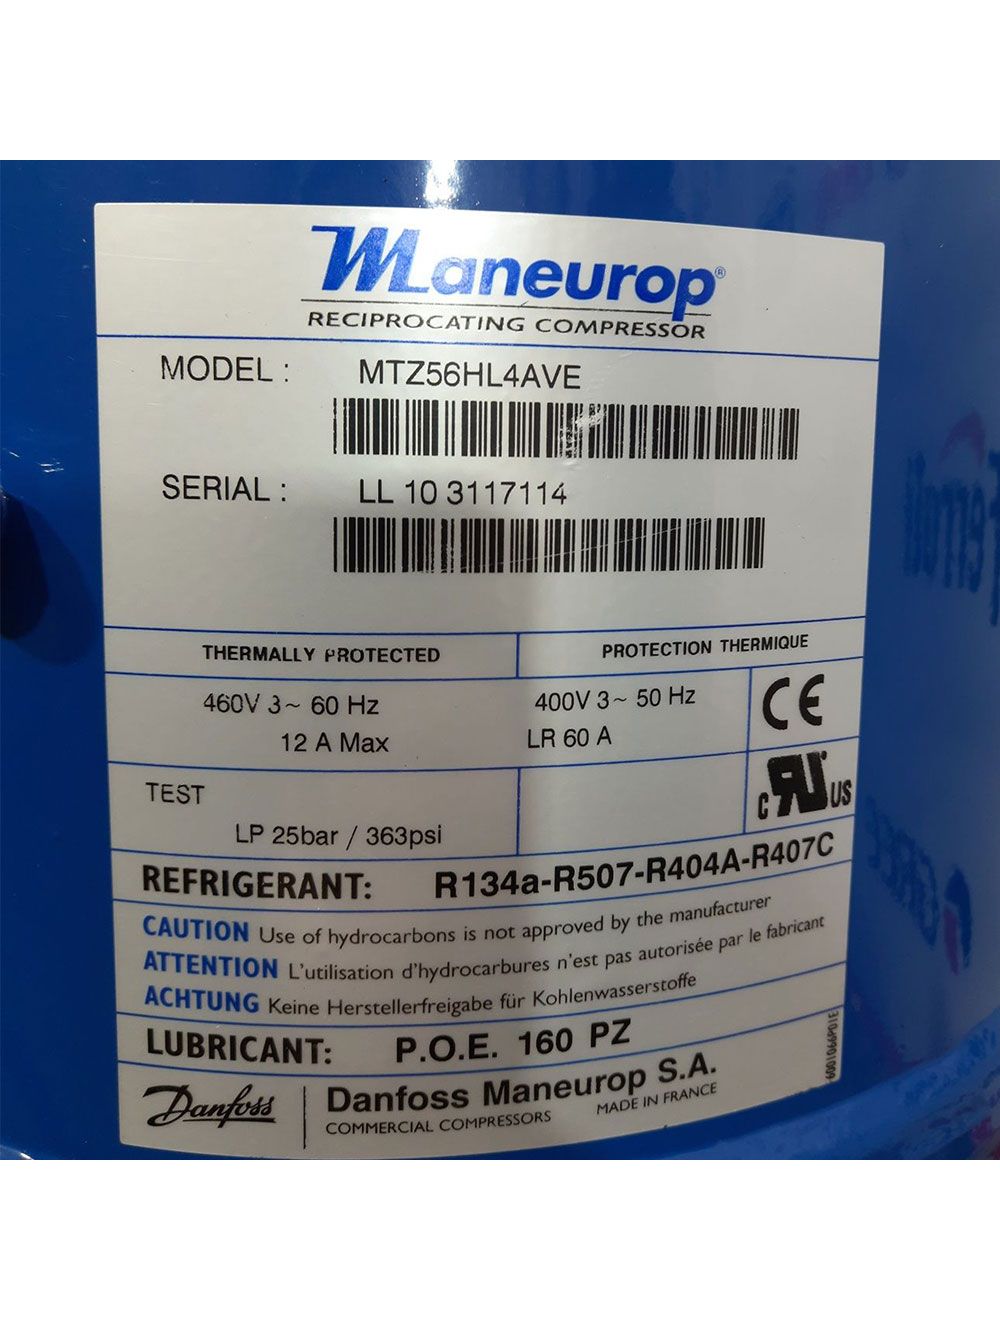 Maneurop®
RECIPROCATING COMPRESSOR
MODEL : MTZ56HL4AVE
SERIAL : LL 10 3117114
THERMALLY PROTECTED PROTECTION THERMIQUE
460V 3~ 60 Hz 400V 3~ 50 Hz
12 A Max LR 60 A
CE
TEST
LP 25bar / 363psi
c RU US
REFRIGERANT: R134a-R507-R404A-R407C
CAUTION Use of hydrocarbons is not approved by the manufacturer
ATTENTION L'utilisation d'hydrocarbures n'est pas autorisée par le fabricant
ACHTUNG Keine Herstellerfreigabe für Kohlenwasserstoffe
LUBRICANT: P.O.E. 160 PZ
Danfoss
Danfoss Maneurop S.A.
COMMERCIAL COMPRESSORS MADE IN FRANCE